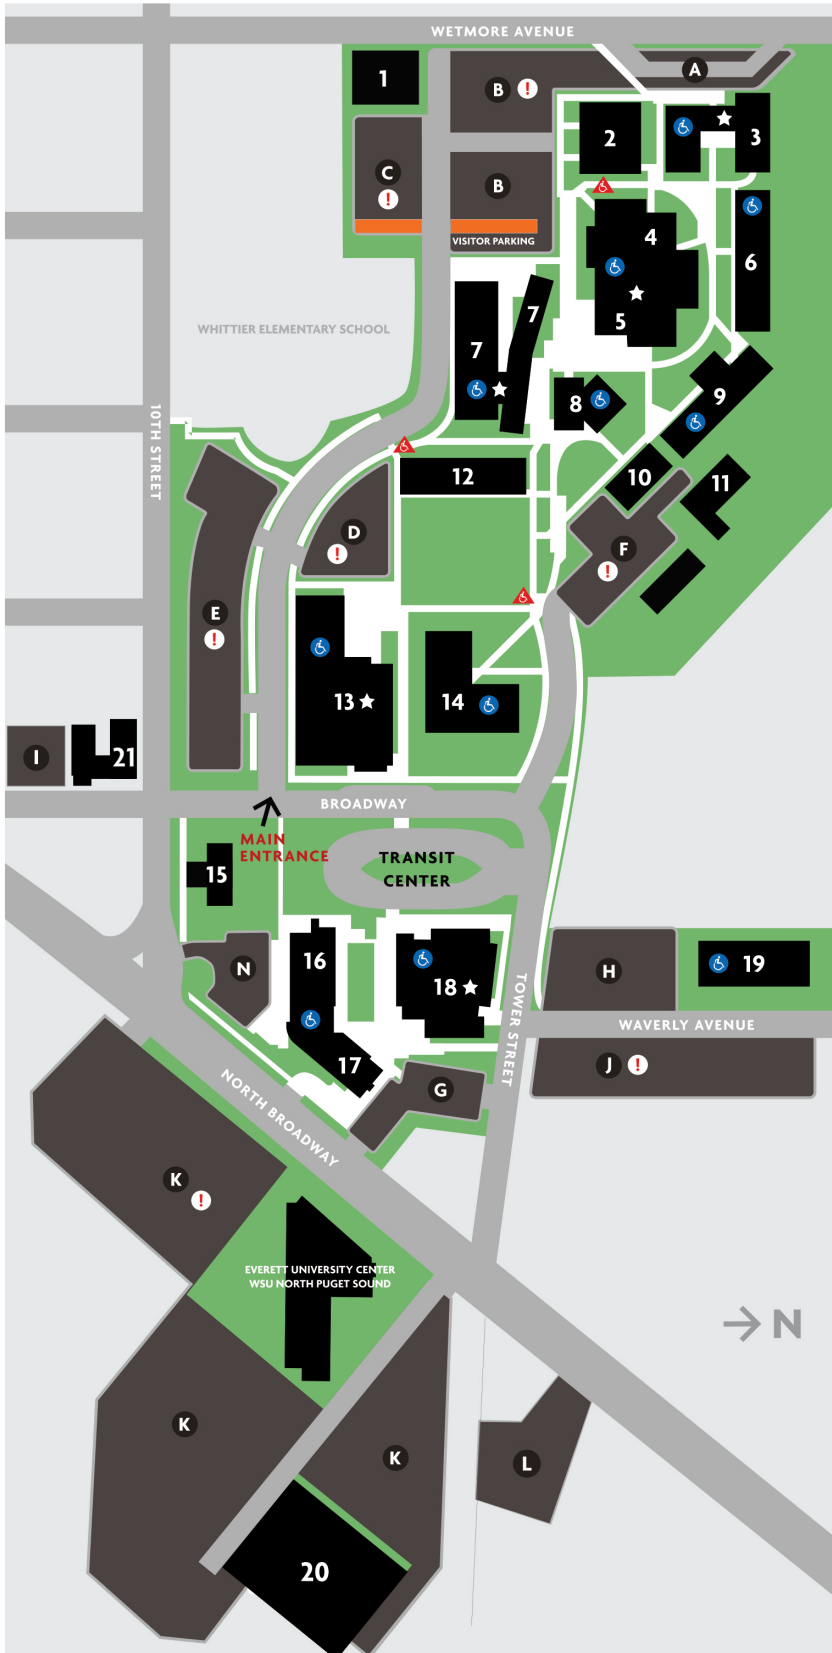 WETMORE AVENUE
A
1
B !
2
3
C
!
B
4
VISITOR PARKING
6
7
5
WHITTIER ELEMENTARY SCHOOL
7
9
8
10TH STREET
12
10
11
D
!
F
!
E
!
13
14
I
21
BROADWAY
MAIN
ENTRANCE
TRANSIT
CENTER
15
16
N
18
H
19
TOWER STREET
WAVERLY AVENUE
17
J !
G
NORTH BROADWAY
K
!
EVERETT UNIVERSITY CENTER
WSU NORTH PUGET SOUND
N
K
K
L
20